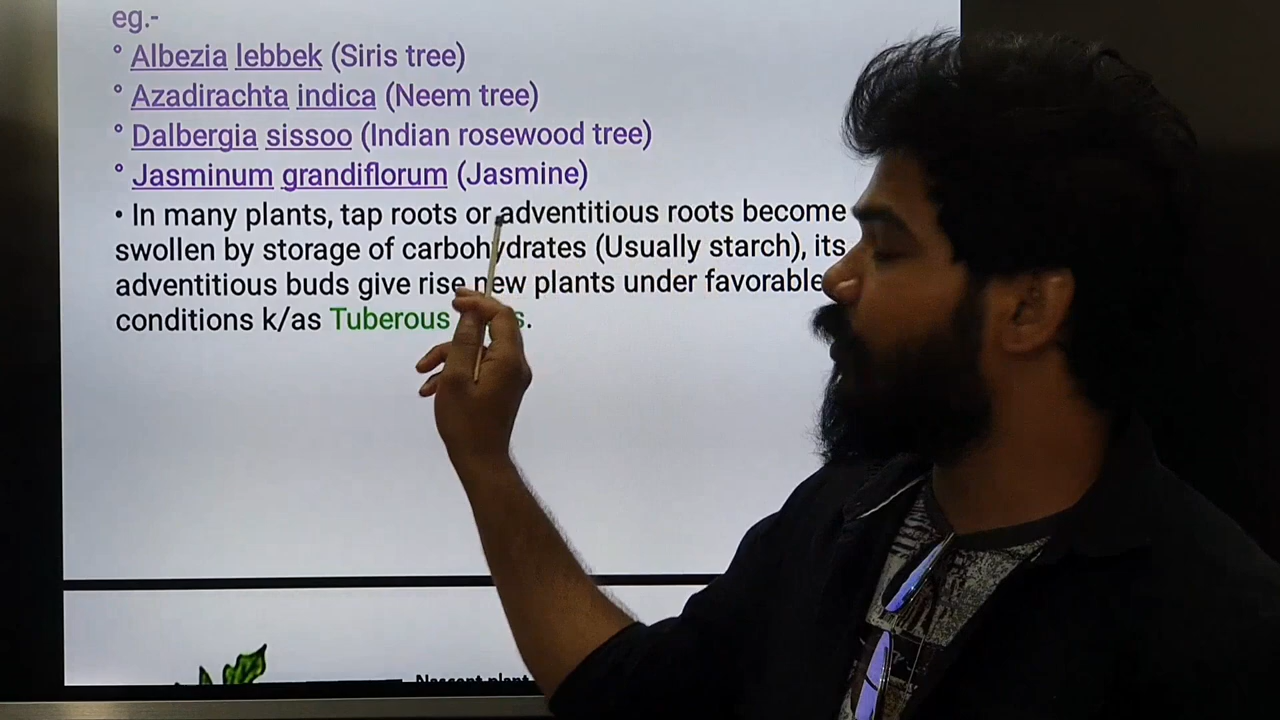 eg.-
° Albezia lebbek (Siris tree)
° Azadirachta indica (Neem tree)
° Dalbergia sissoo (Indian rosewood tree)
° Jasminum grandiflorum (Jasmine)
• In many plants, tap roots or adventitious roots become
swollen by storage of carbohydrates (Usually starch), its
adventitious buds give rise new plants under favorable
conditions k/as Tuberous